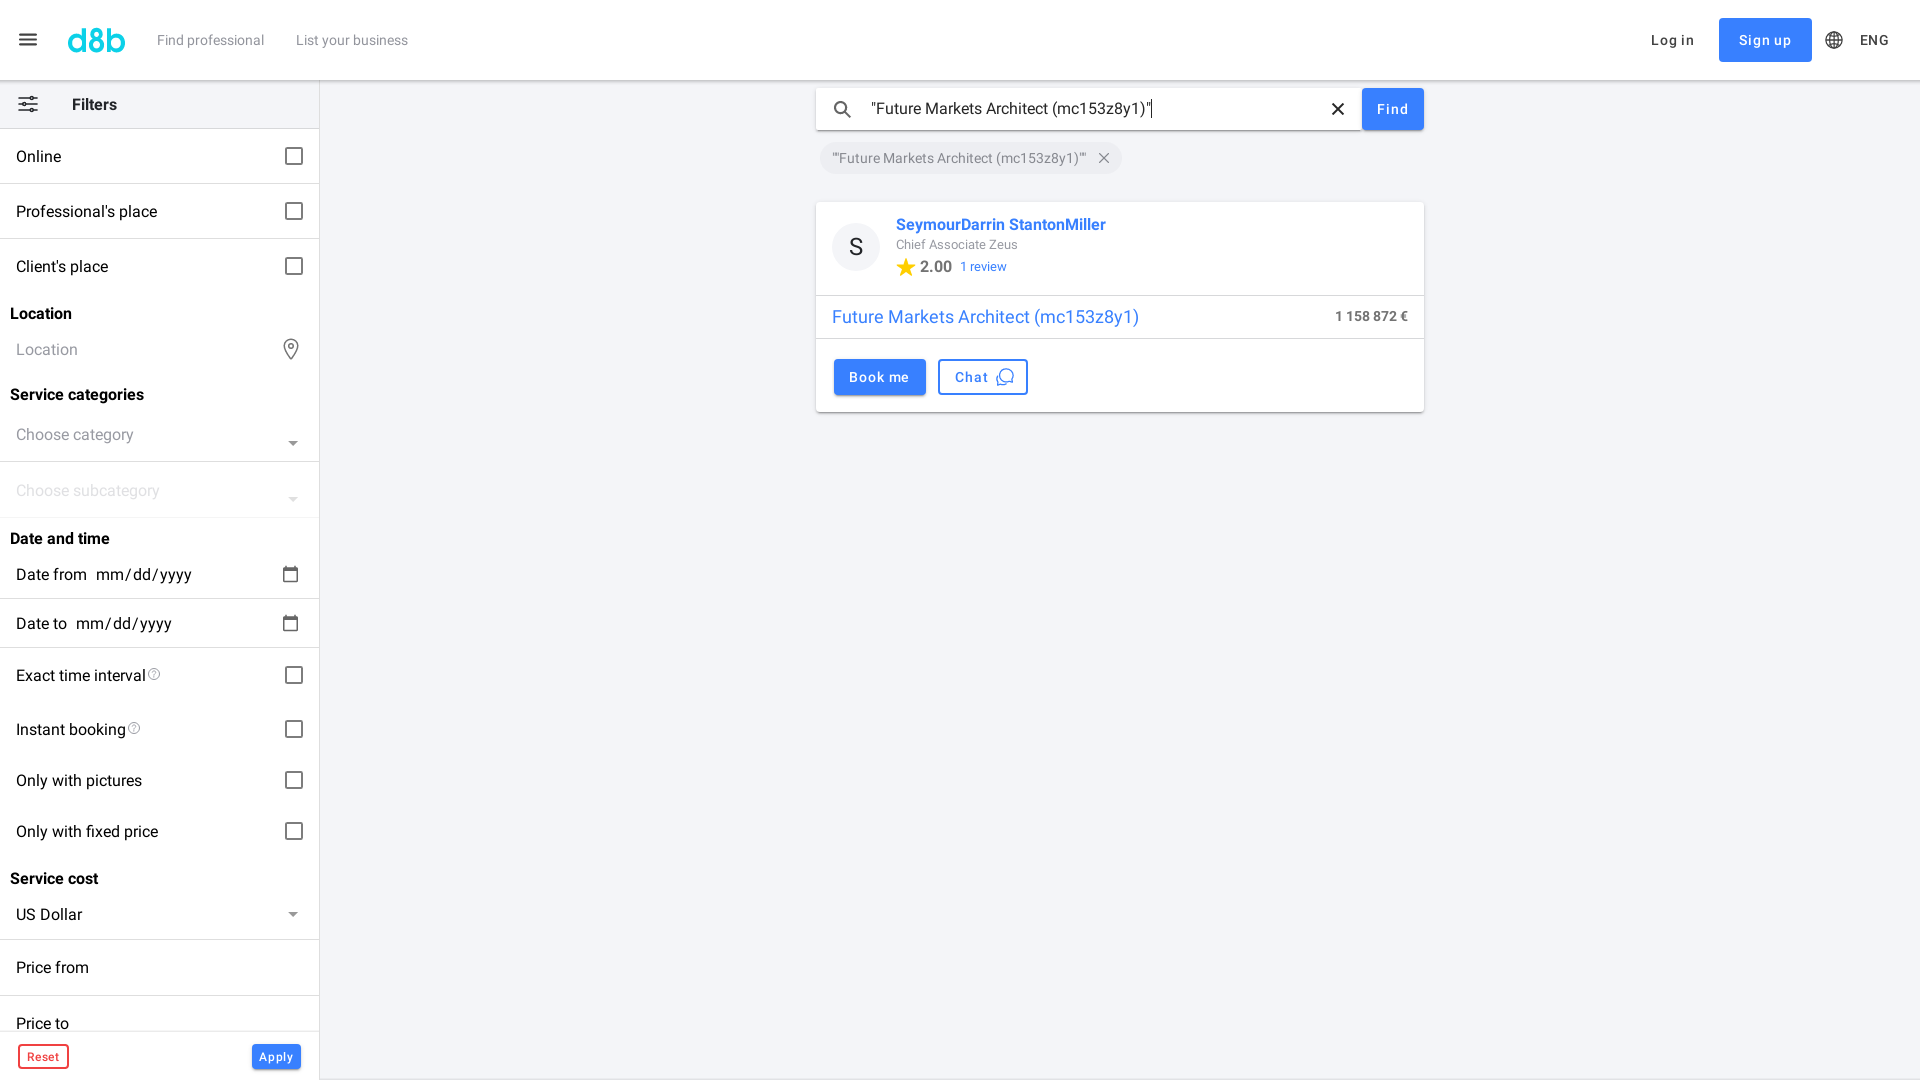 d8b
Find professional
List your business
Log in
Sign up
ENG
Filters
Online
Professional's place
Client's place
Location
Location
Service categories
Choose category
Choose subcategory
Date and time
Date from mm/dd/yyyy
Date to mm/dd/yyyy
Exact time interval
Instant booking
Only with pictures
Only with fixed price
Service cost
US Dollar
Price from
Price to
Reset
Apply
"Future Markets Architect (mc153z8y1)"
Find
""Future Markets Architect (mc153z8y1)""
S
SeymourDarrin StantonMiller
Chief Associate Zeus
2.00 1 review
Future Markets Architect (mc153z8y1) 1 158 872 €
Book me
Chat